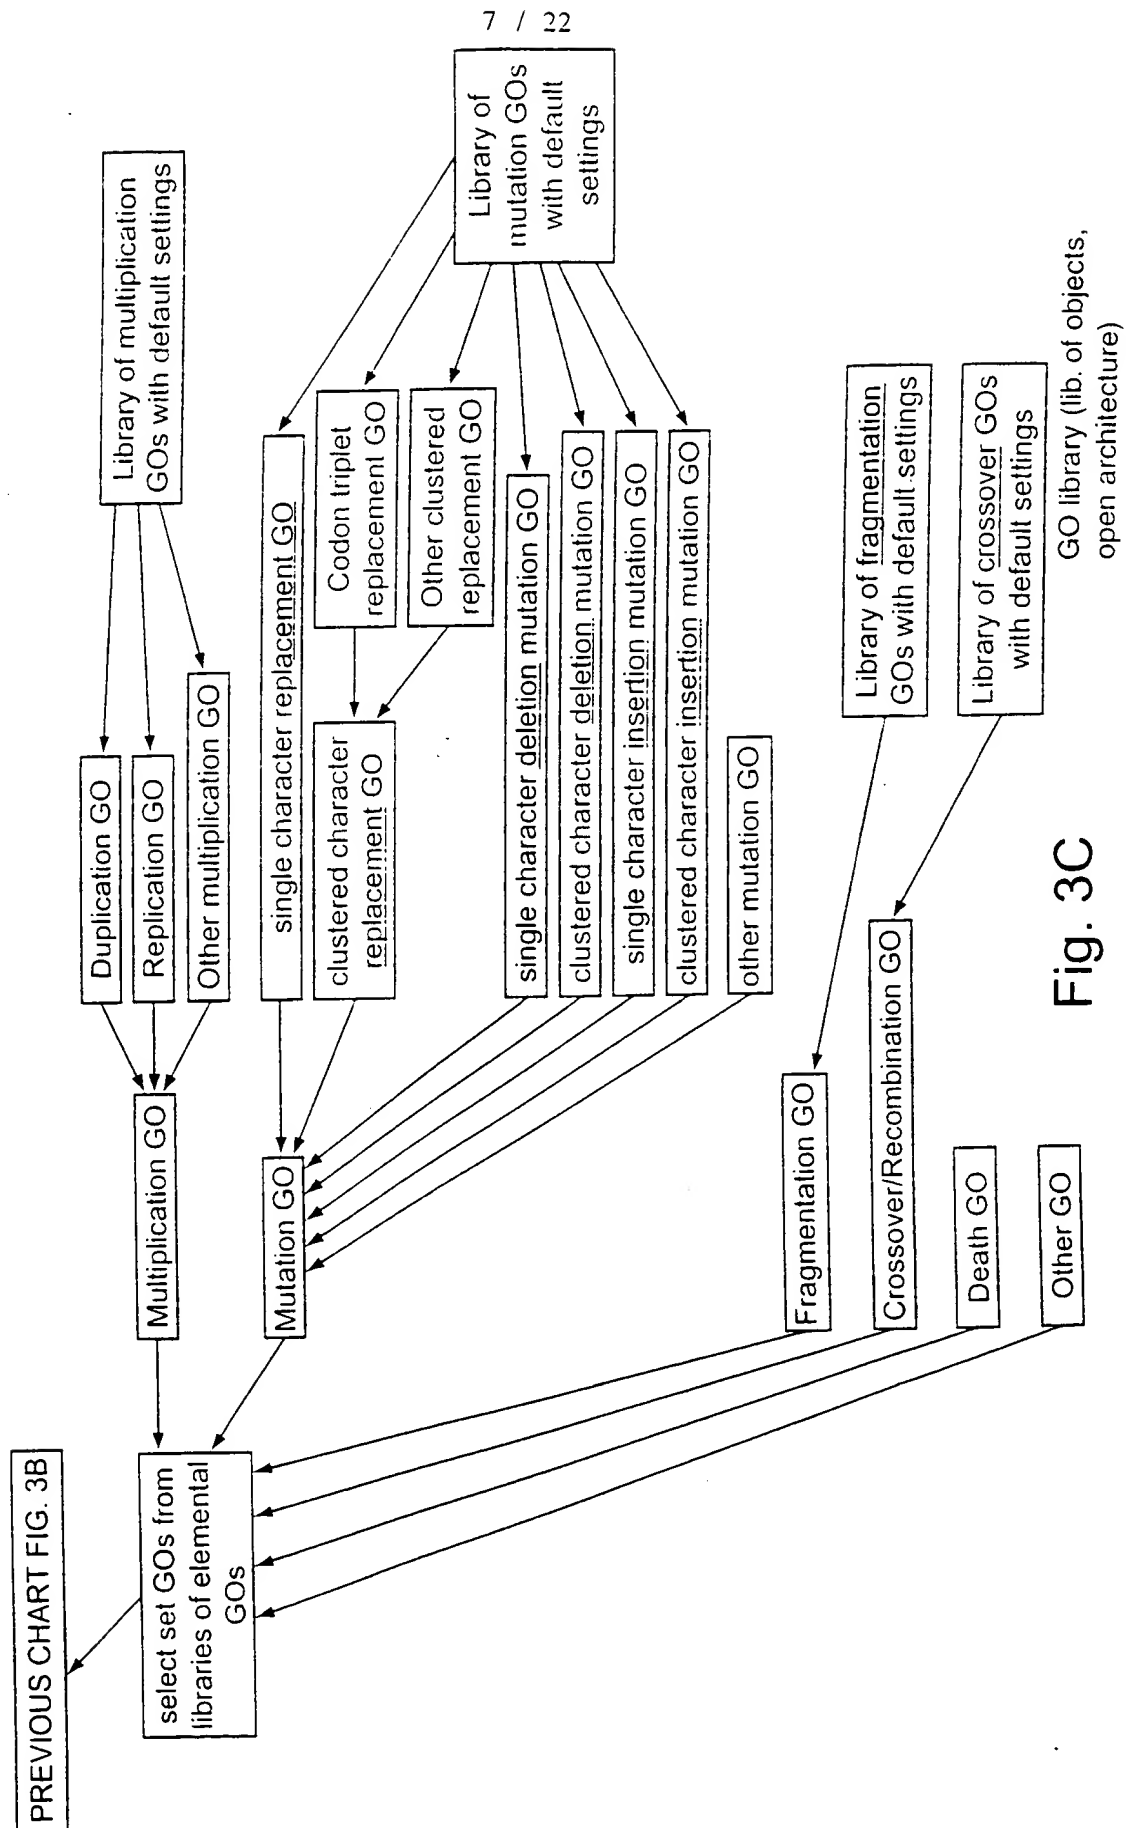 7 / 22
PREVIOUS CHART FIG. 3B
select set GOs from
libraries of elemental
GOs
Multiplication GO
Duplication GO
Replication GO
Other multiplication GO
Library of multiplication
GOs with default settings
Mutation GO
single character replacement GO
clustered character
replacement GO
Codon triplet
replacement GO
Other clustered
replacement GO
single character deletion mutation GO
clustered character deletion mutation GO
single character insertion mutation GO
clustered character insertion mutation GO
other mutation GO
Library of
mutation GOs
with default
settings
Fragmentation GO
Library of fragmentation
GOs with default settings
Crossover/Recombination GO
Library of crossover GOs
with default settings
Death GO
Other GO
GO library (lib. of objects,
open architecture)
Fig. 3C